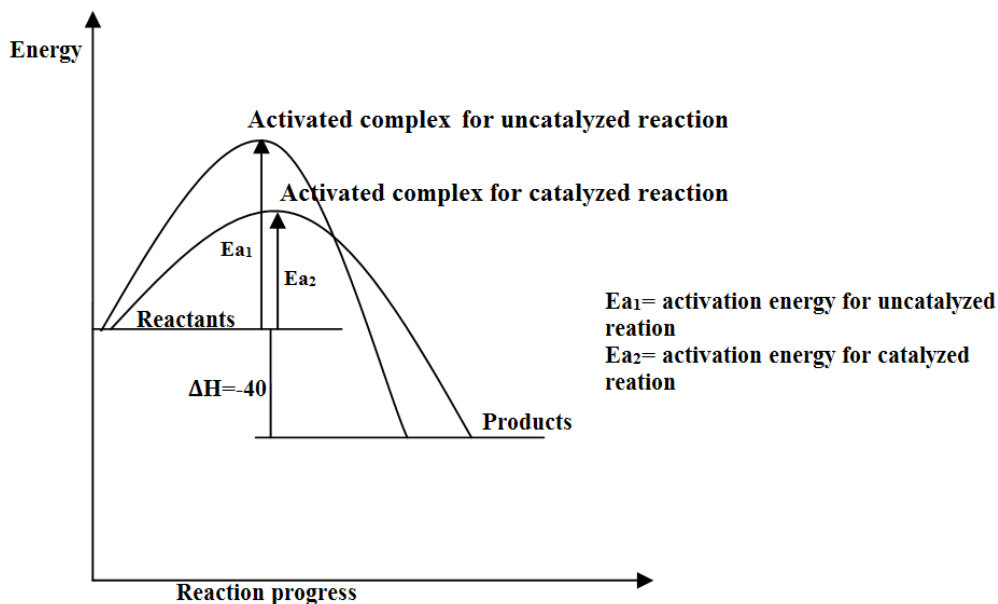 Energy
Activated complex for uncatalyzed reaction
Activated complex for catalyzed reaction
Ea1
Ea2
Reactants
ΔH=-40
Products
Reaction progress
Ea1= activation energy for uncatalyzed
reation
Ea2= activation energy for catalyzed
reation